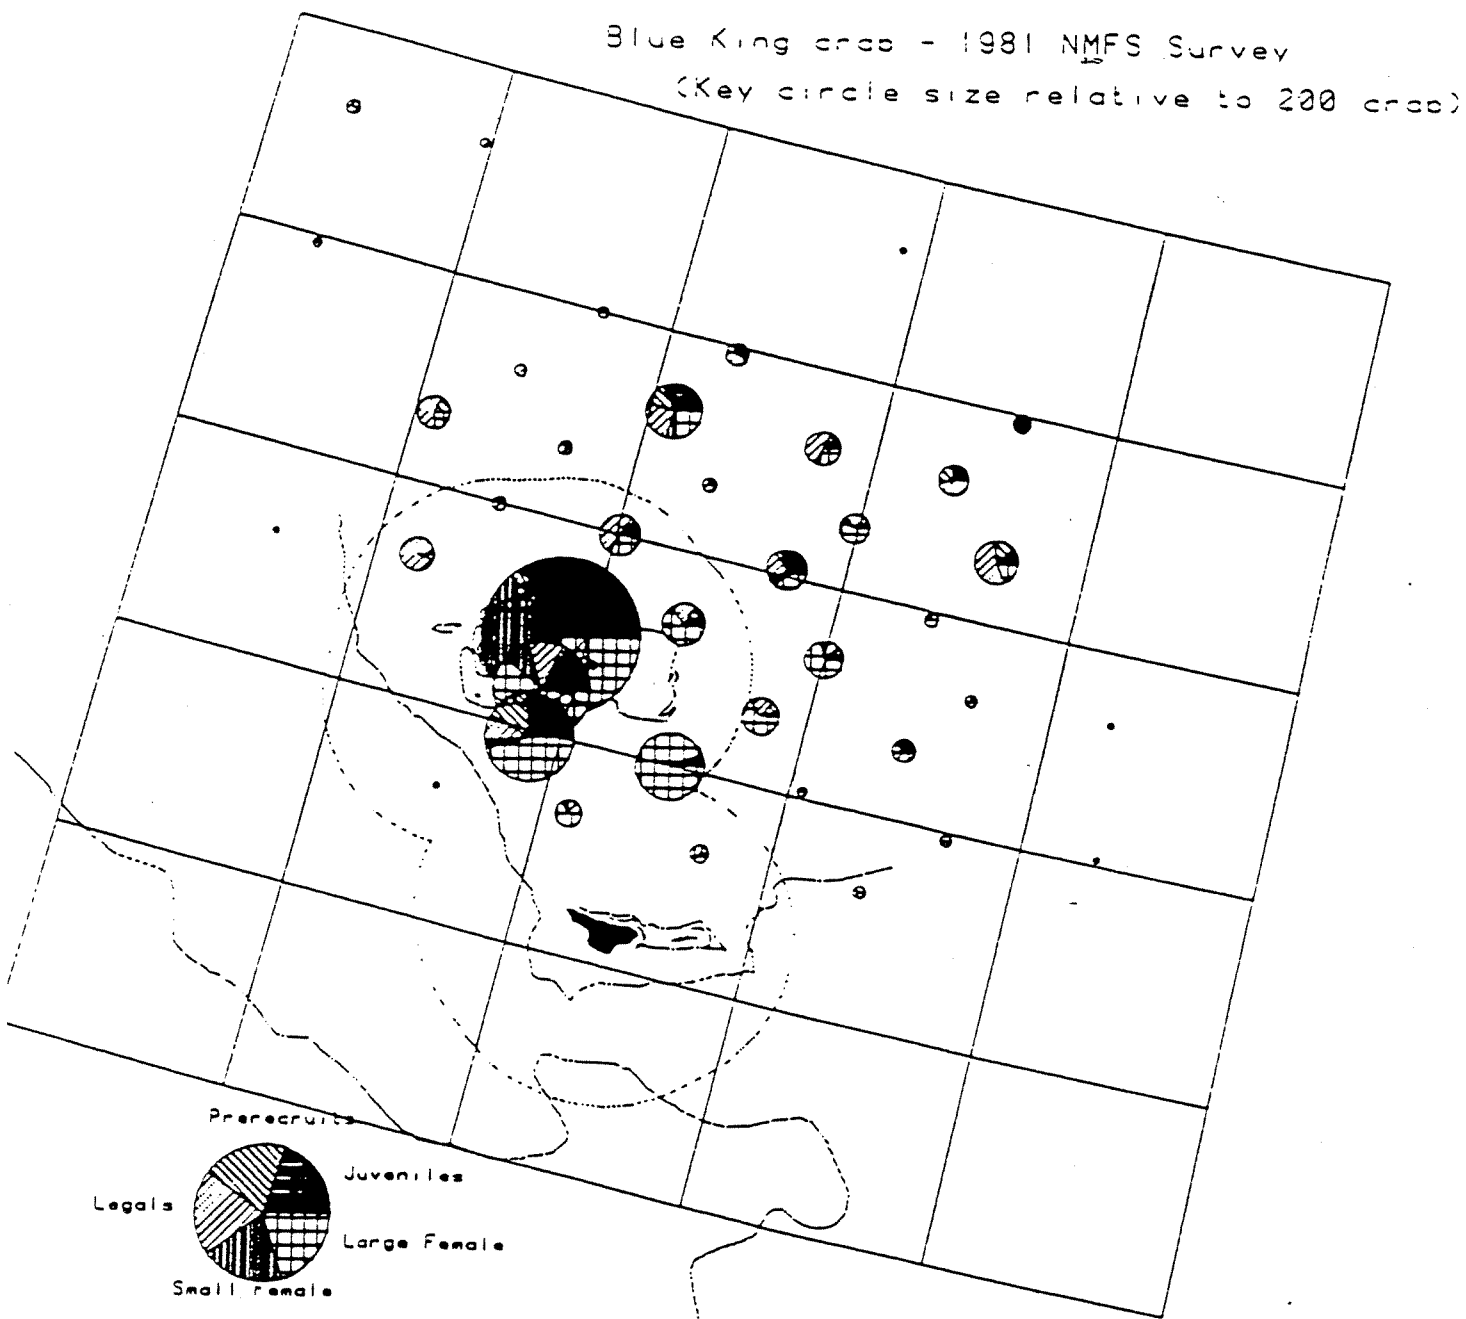 Blue King crab - 1981 NMFS Survey
(Key circle size relative to 200 crab)
Prerecruits
Juveniles
Legals
Large Female
Small Female